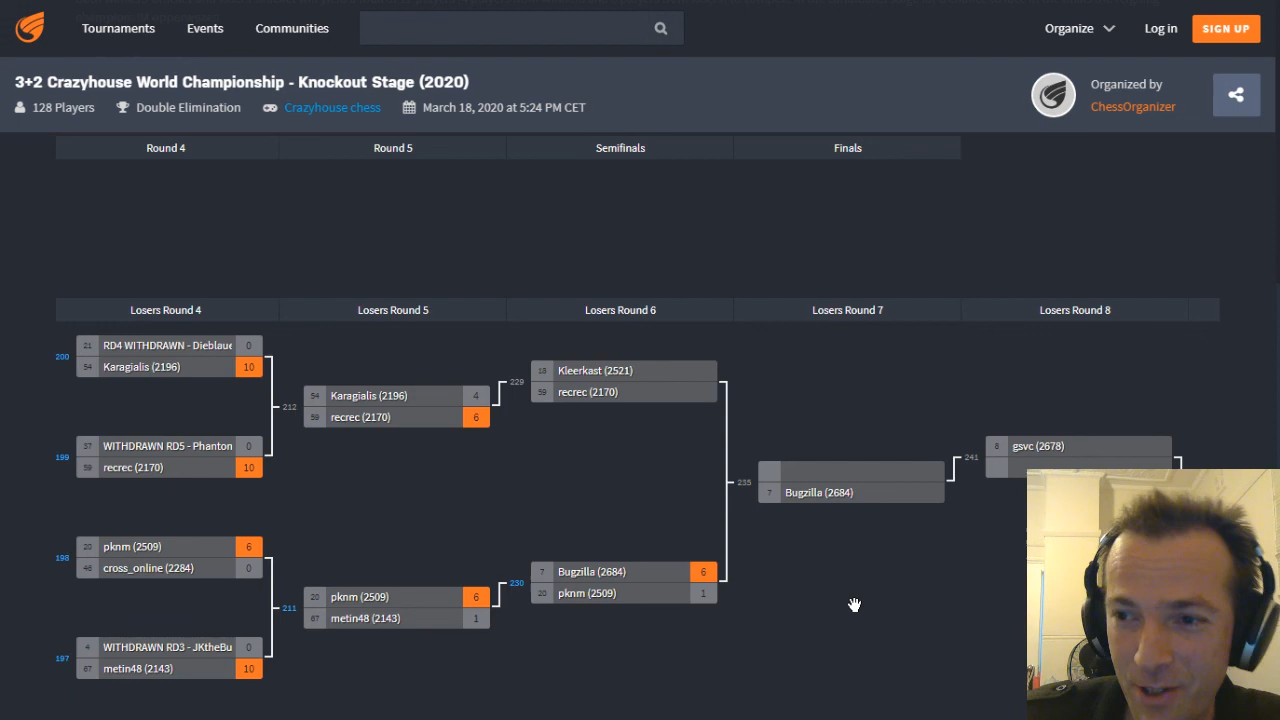 Tournaments Events Communities Organize Log in SIGN UP
3+2 Crazyhouse World Championship - Knockout Stage (2020)
128 Players Double Elimination Crazyhouse chess March 18, 2020 at 5:24 PM CET
Organized by
ChessOrganizer
Round 4 Round 5 Semifinals Finals
Losers Round 4 Losers Round 5 Losers Round 6 Losers Round 7 Losers Round 8
200
21 RD4 WITHDRAWN - Dieblaue 0
54 Karagialis (2196) 10
199
57 WITHDRAWN RD5 - Phantom 0
59 recrec (2170) 10
198
20 pknm (2509) 6
46 cross_online (2284) 0
197
4 WITHDRAWN RD3 - JKtheBu 0
67 metin48 (2143) 10
212
54 Karagialis (2196) 4
59 recrec (2170) 6
211
20 pknm (2509) 6
67 metin48 (2143) 1
229
18 Kleerkast (2521)
59 recrec (2170)
230
7 Bugzilla (2684) 6
20 pknm (2509) 1
235
7 Bugzilla (2684)
241
8 gsvc (2678)